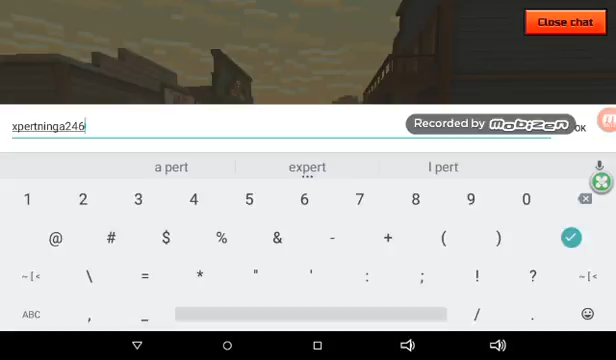 Close chat
xpertninga246
Recorded by mobizen
OK
a pert expert I pert
1 2 3 4 5 6 7 8 9 0
@ # $ % & - + ( )
~[< \ = * " ' : ; ! ? ~[<
ABC , _ / .